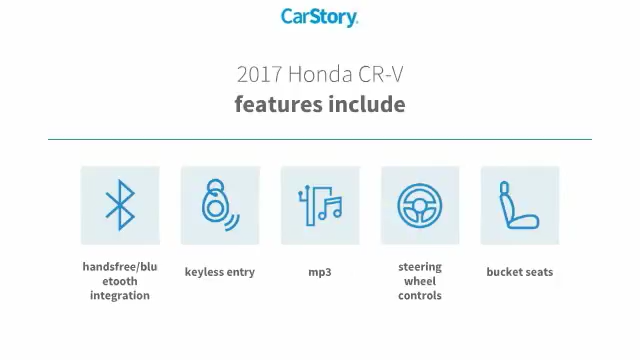 CarStory
2017 Honda CR-V
features include
handsfree/blu
etooth
integration
keyless entry
mp3
steering
wheel
controls
bucket seats